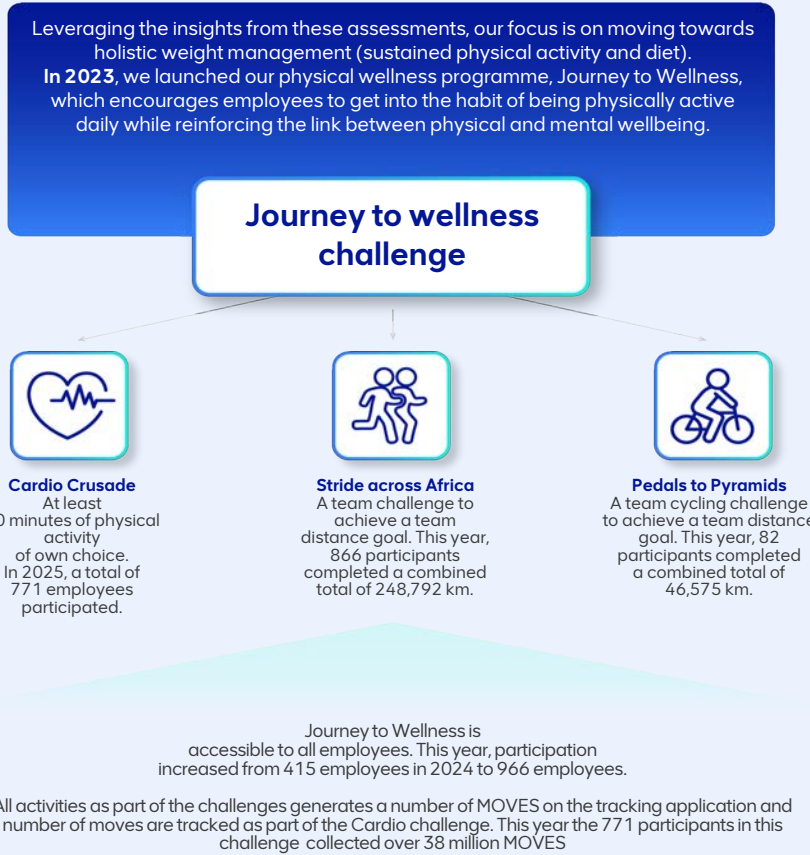 Leveraging the insights from these assessments, our focus is on moving towards
holistic weight management (sustained physical activity and diet).
In 2023, we launched our physical wellness programme, Journey to Wellness,
which encourages employees to get into the habit of being physically active
daily while reinforcing the link between physical and mental wellbeing.
Journey to wellness
challenge
Cardio Crusade
At least
0 minutes of physical
activity
of own choice.
In 2025, a total of
771 employees
participated.
Stride across Africa
A team challenge to
achieve a team
distance goal. This year,
866 participants
completed a combined
total of 248,792 km.
Pedals to Pyramids
A team cycling challenge
to achieve a team distance
goal. This year, 82
participants completed
a combined total of
46,575 km.
Journey to Wellness is
accessible to all employees. This year, participation
increased from 415 employees in 2024 to 966 employees.
All activities as part of the challenges generates a number of MOVES on the tracking application and
number of moves are tracked as part of the Cardio challenge. This year the 771 participants in this
challenge collected over 38 million MOVES